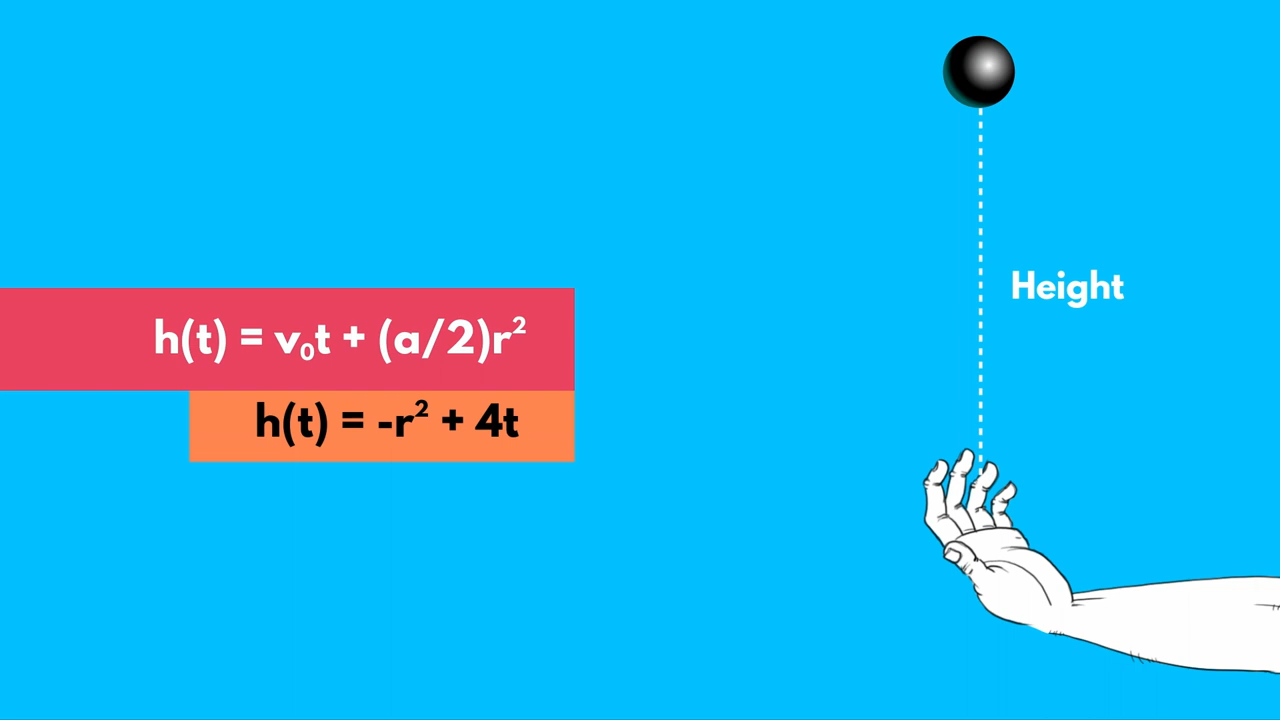 Height
h(t) = v₀t + (a/2)r²
h(t) = -r² + 4t